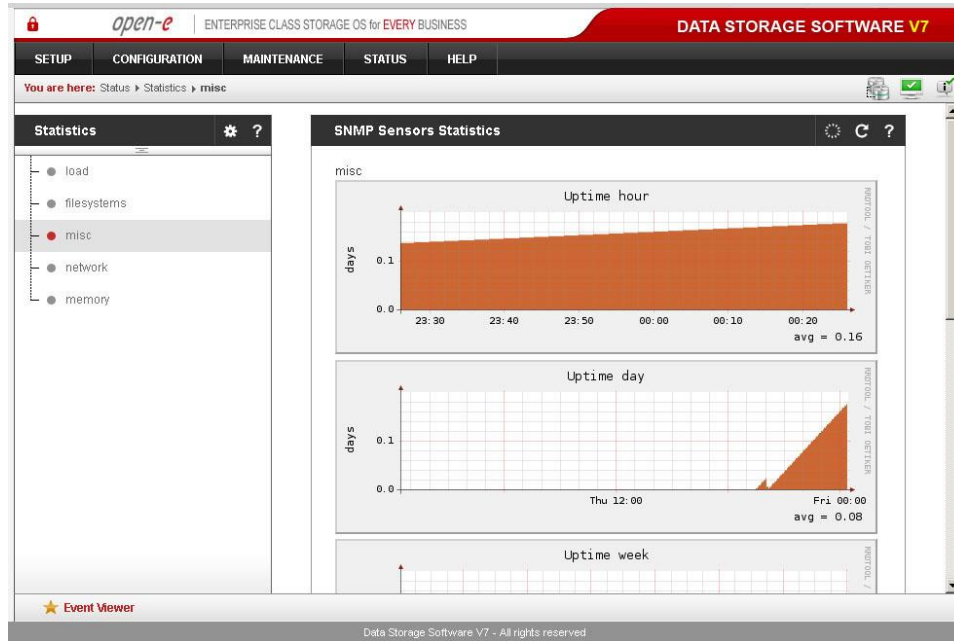 open-e ENTERPRISE CLASS STORAGE OS for EVERY BUSINESS DATA STORAGE SOFTWARE V7
SETUP CONFIGURATION MAINTENANCE STATUS HELP
You are here: Status Statistics misc
Statistics ?
load
filesystems
misc
network
memory
SNMP Sensors Statistics ?
misc
Uptime hour
days
0.1
0.0
23:30 23:40 23:50 00:00 00:10 00:20
avg = 0.16
RRDTOOL / TOBI OETIKER
Uptime day
days
0.1
0.0
Thu 12:00 Fri 00:00
avg = 0.08
RRDTOOL / TOBI OETIKER
Uptime week
RRDTOOL /
Event Viewer
Data Storage Software V7 - All rights reserved